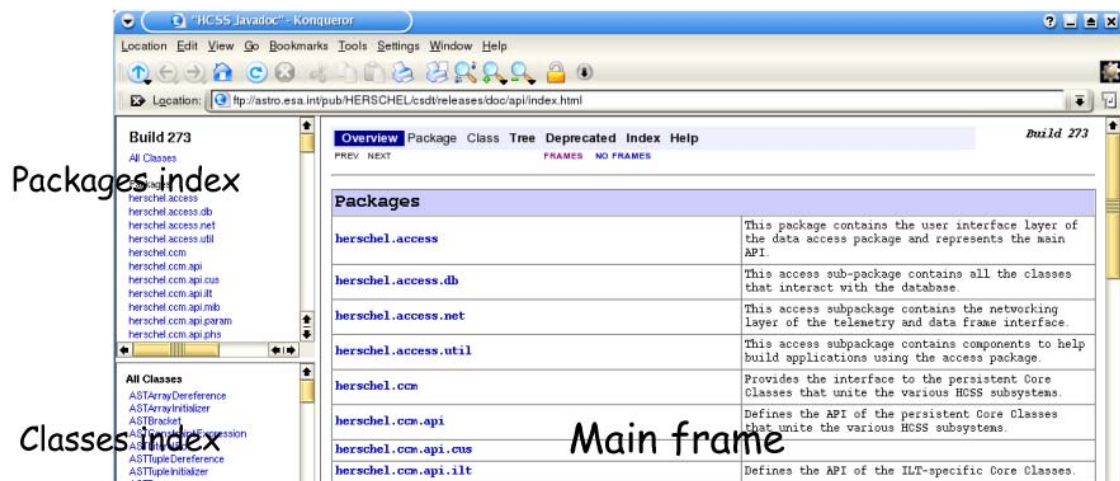 "HCSS Javadoc" - Konqueror
Location Edit View Go Bookmarks Tools Settings Window Help
Location: ftp://astro.esa.int/pub/HERSCHEL/csdt/releases/doc/api/index.html
Build 273
All Classes
Packages
Packages index
herschel.access
herschel.access.db
herschel.access.net
herschel.access.util
herschel.ccm
herschel.ccm.api
herschel.ccm.api.cus
herschel.ccm.api.ilt
herschel.ccm.api.mib
herschel.ccm.api.param
herschel.ccm.api.phs
All Classes
ASTArrayDereference
ASTArrayInitializer
ASTBracket
Classes index
ASTTupleDereference
ASTTupleInitializer
Overview Package Class Tree Deprecated Index Help
Build 273
PREV NEXT FRAMES NO FRAMES
Packages
herschel.access
This package contains the user interface layer of
the data access package and represents the main
API.
herschel.access.db
This access sub-package contains all the classes
that interact with the database.
herschel.access.net
This access subpackage contains the networking
layer of the telemetry and data frame interface.
herschel.access.util
This access subpackage contains components to help
build applications using the access package.
herschel.ccm
Provides the interface to the persistent Core
Classes that unite the various HCSS subsystems.
herschel.ccm.api
Defines the API of the persistent Core Classes
that unite the various HCSS subsystems.
Main frame
herschel.ccm.api.cus
herschel.ccm.api.ilt
Defines the API of the ILT-specific Core Classes.